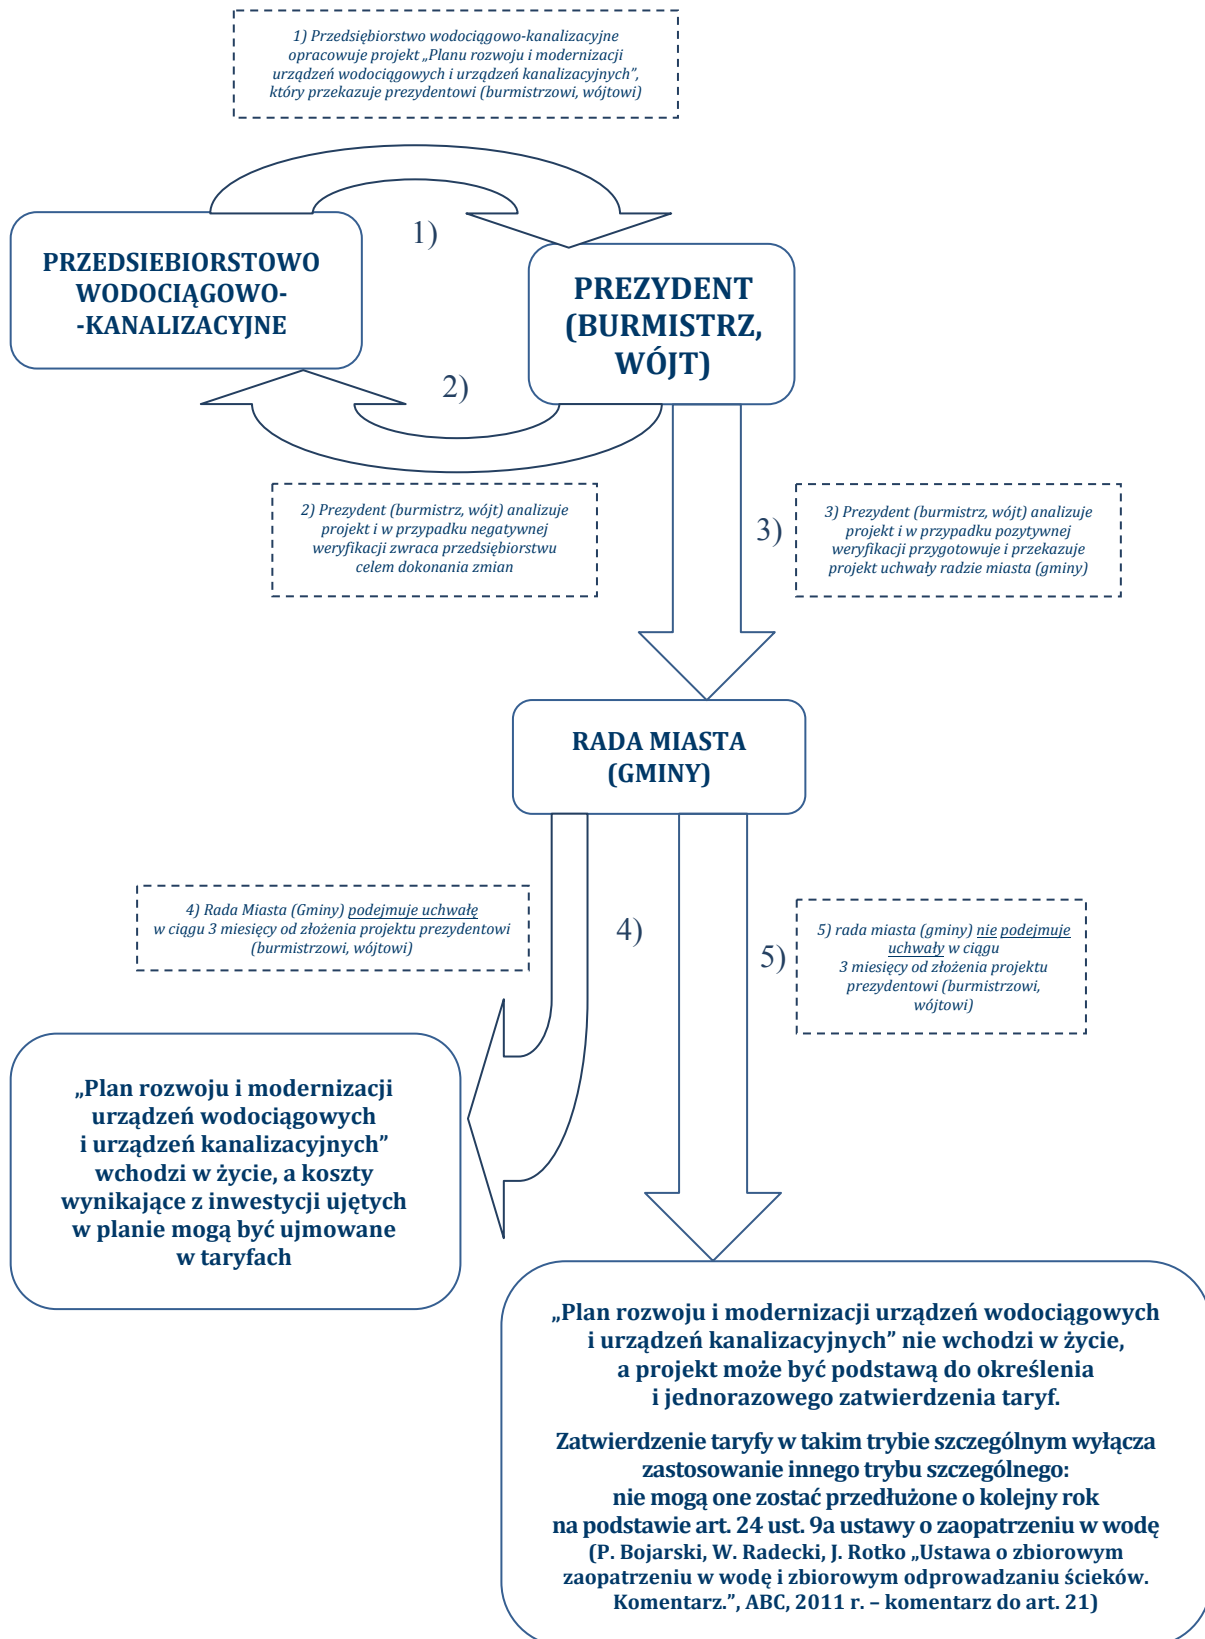 1) Przedsiębiorstwo wodociągowo-kanalizacyjne
opracowuje projekt „Planu rozwoju i modernizacji
urządzeń wodociągowych i urządzeń kanalizacyjnych”,
który przekazuje prezydentowi (burmistrzowi, wójtowi)
1)
PRZEDSIEBIORSTOWO
WODOCIĄGOWO-
-KANALIZACYJNE
PREZYDENT
(BURMISTRZ,
WÓJT)
2)
2) Prezydent (burmistrz, wójt) analizuje
projekt i w przypadku negatywnej
weryfikacji zwraca przedsiębiorstwu
celem dokonania zmian
3)
3) Prezydent (burmistrz, wójt) analizuje
projekt i w przypadku pozytywnej
weryfikacji przygotowuje i przekazuje
projekt uchwały radzie miasta (gminy)
RADA MIASTA
(GMINY)
4) Rada Miasta (Gminy) podejmuje uchwałę
w ciągu 3 miesięcy od złożenia projektu prezydentowi
(burmistrzowi, wójtowi)
4)
5)
5) rada miasta (gminy) nie podejmuje
uchwały w ciągu
3 miesięcy od złożenia projektu
prezydentowi (burmistrzowi,
wójtowi)
„Plan rozwoju i modernizacji
urządzeń wodociągowych
i urządzeń kanalizacyjnych”
wchodzi w życie, a koszty
wynikające z inwestycji ujętych
w planie mogą być ujmowane
w taryfach
„Plan rozwoju i modernizacji urządzeń wodociągowych
i urządzeń kanalizacyjnych” nie wchodzi w życie,
a projekt może być podstawą do określenia
i jednorazowego zatwierdzenia taryf.
Zatwierdzenie taryfy w takim trybie szczególnym wyłącza
zastosowanie innego trybu szczególnego:
nie mogą one zostać przedłużone o kolejny rok
na podstawie art. 24 ust. 9a ustawy o zaopatrzeniu w wodę
(P. Bojarski, W. Radecki, J. Rotko „Ustawa o zbiorowym
zaopatrzeniu w wodę i zbiorowym odprowadzaniu ścieków.
Komentarz.”, ABC, 2011 r. – komentarz do art. 21)